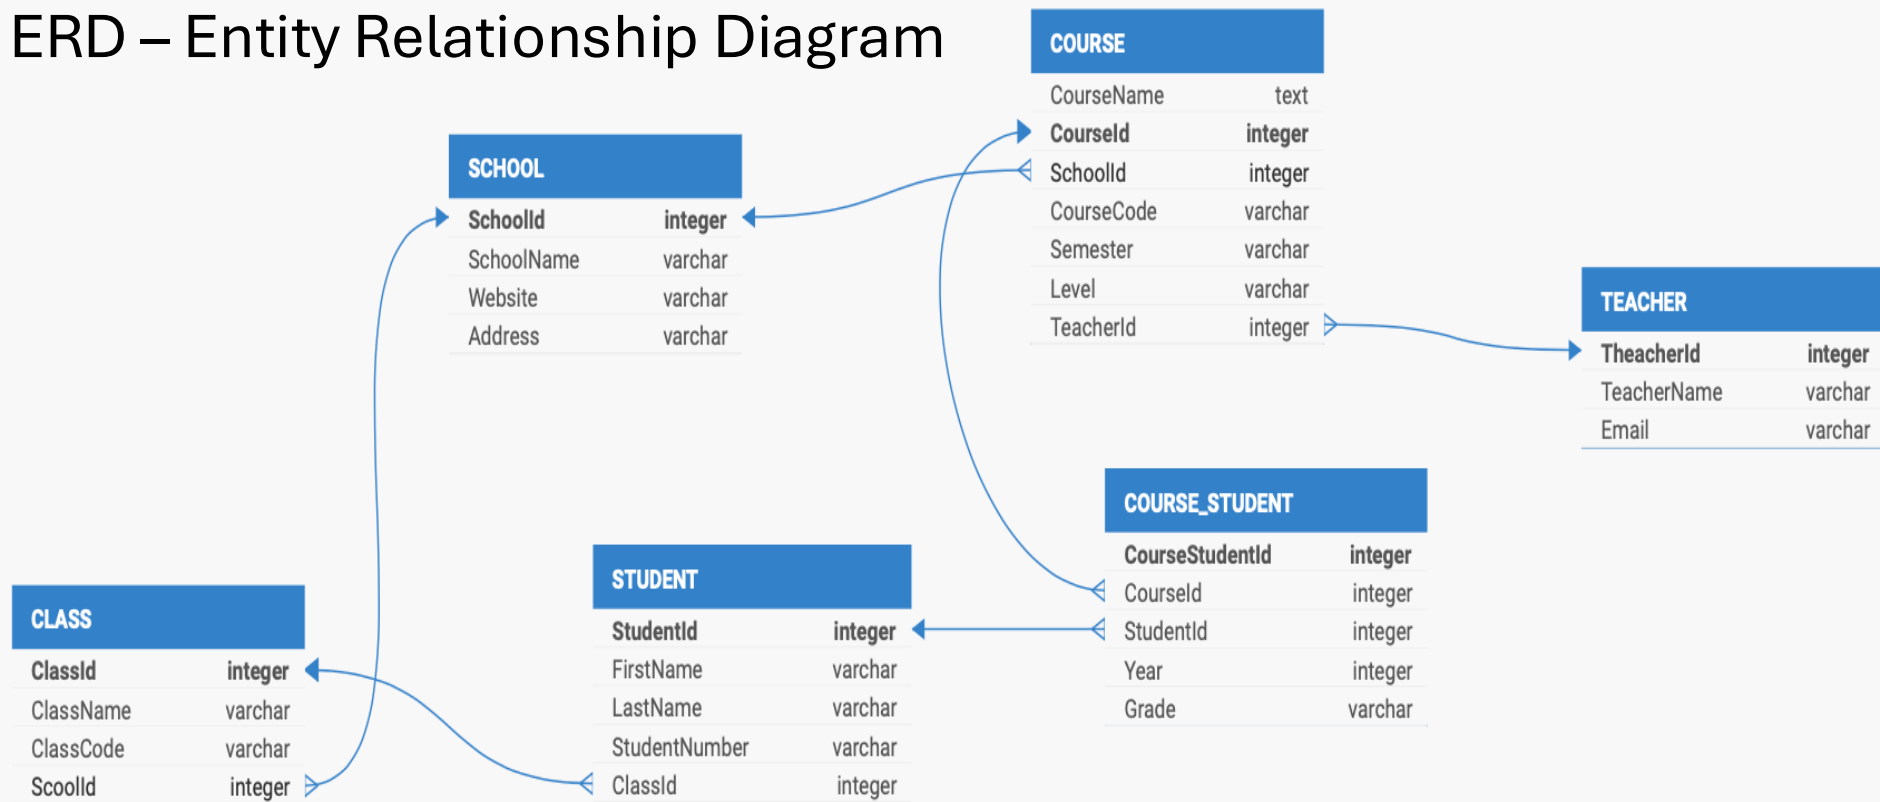 ERD – Entity Relationship Diagram
COURSE
CourseName text
CourseId integer
SchoolId integer
CourseCode varchar
Semester varchar
Level varchar
TeacherId integer
SCHOOL
SchoolId integer
SchoolName varchar
Website varchar
Address varchar
TEACHER
TheacherId integer
TeacherName varchar
Email varchar
COURSE_STUDENT
CourseStudentId integer
CourseId integer
StudentId integer
Year integer
Grade varchar
STUDENT
StudentId integer
FirstName varchar
LastName varchar
StudentNumber varchar
ClassId integer
CLASS
ClassId integer
ClassName varchar
ClassCode varchar
ScoolId integer